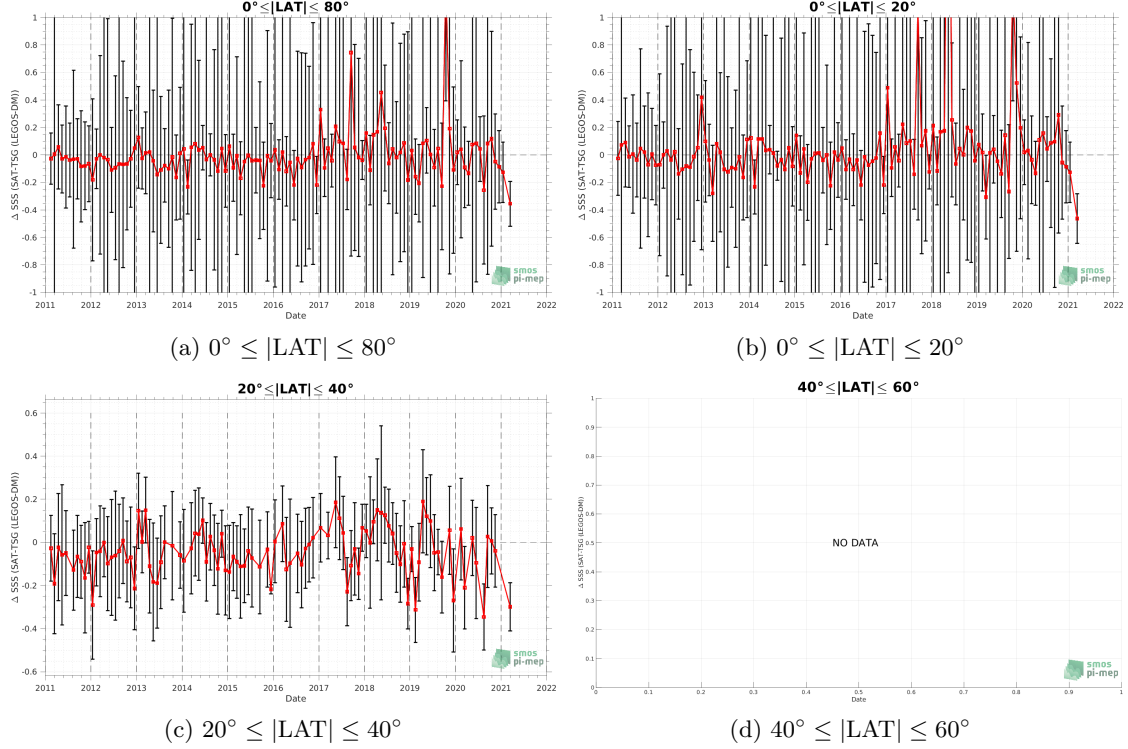 0°≤|LAT|≤ 80°
Δ SSS (SAT-TSG (LEGOS-DM))
1
0.8
0.6
0.4
0.2
0
-0.2
-0.4
-0.6
-0.8
-1
2011 2012 2013 2014 2015 2016 2017 2018 2019 2020 2021 2022
Date
smos
pi-mep
(a) 0° ≤ |LAT| ≤ 80°
0°≤|LAT|≤ 20°
Δ SSS (SAT-TSG (LEGOS-DM))
1
0.8
0.6
0.4
0.2
0
-0.2
-0.4
-0.6
-0.8
-1
2011 2012 2013 2014 2015 2016 2017 2018 2019 2020 2021 2022
Date
smos
pi-mep
(b) 0° ≤ |LAT| ≤ 20°
20°≤|LAT|≤ 40°
Δ SSS (SAT-TSG (LEGOS-DM))
0.6
0.4
0.2
0
-0.2
-0.4
-0.6
2011 2012 2013 2014 2015 2016 2017 2018 2019 2020 2021 2022
Date
smos
pi-mep
(c) 20° ≤ |LAT| ≤ 40°
40°≤|LAT|≤ 60°
Δ SSS (SAT-TSG (LEGOS-DM))
1
0.9
0.8
0.7
0.6
0.5
0.4
0.3
0.2
0.1
0
NO DATA
0 0.1 0.2 0.3 0.4 0.5 0.6 0.7 0.8 0.9 1
Date
smos
pi-mep
(d) 40° ≤ |LAT| ≤ 60°